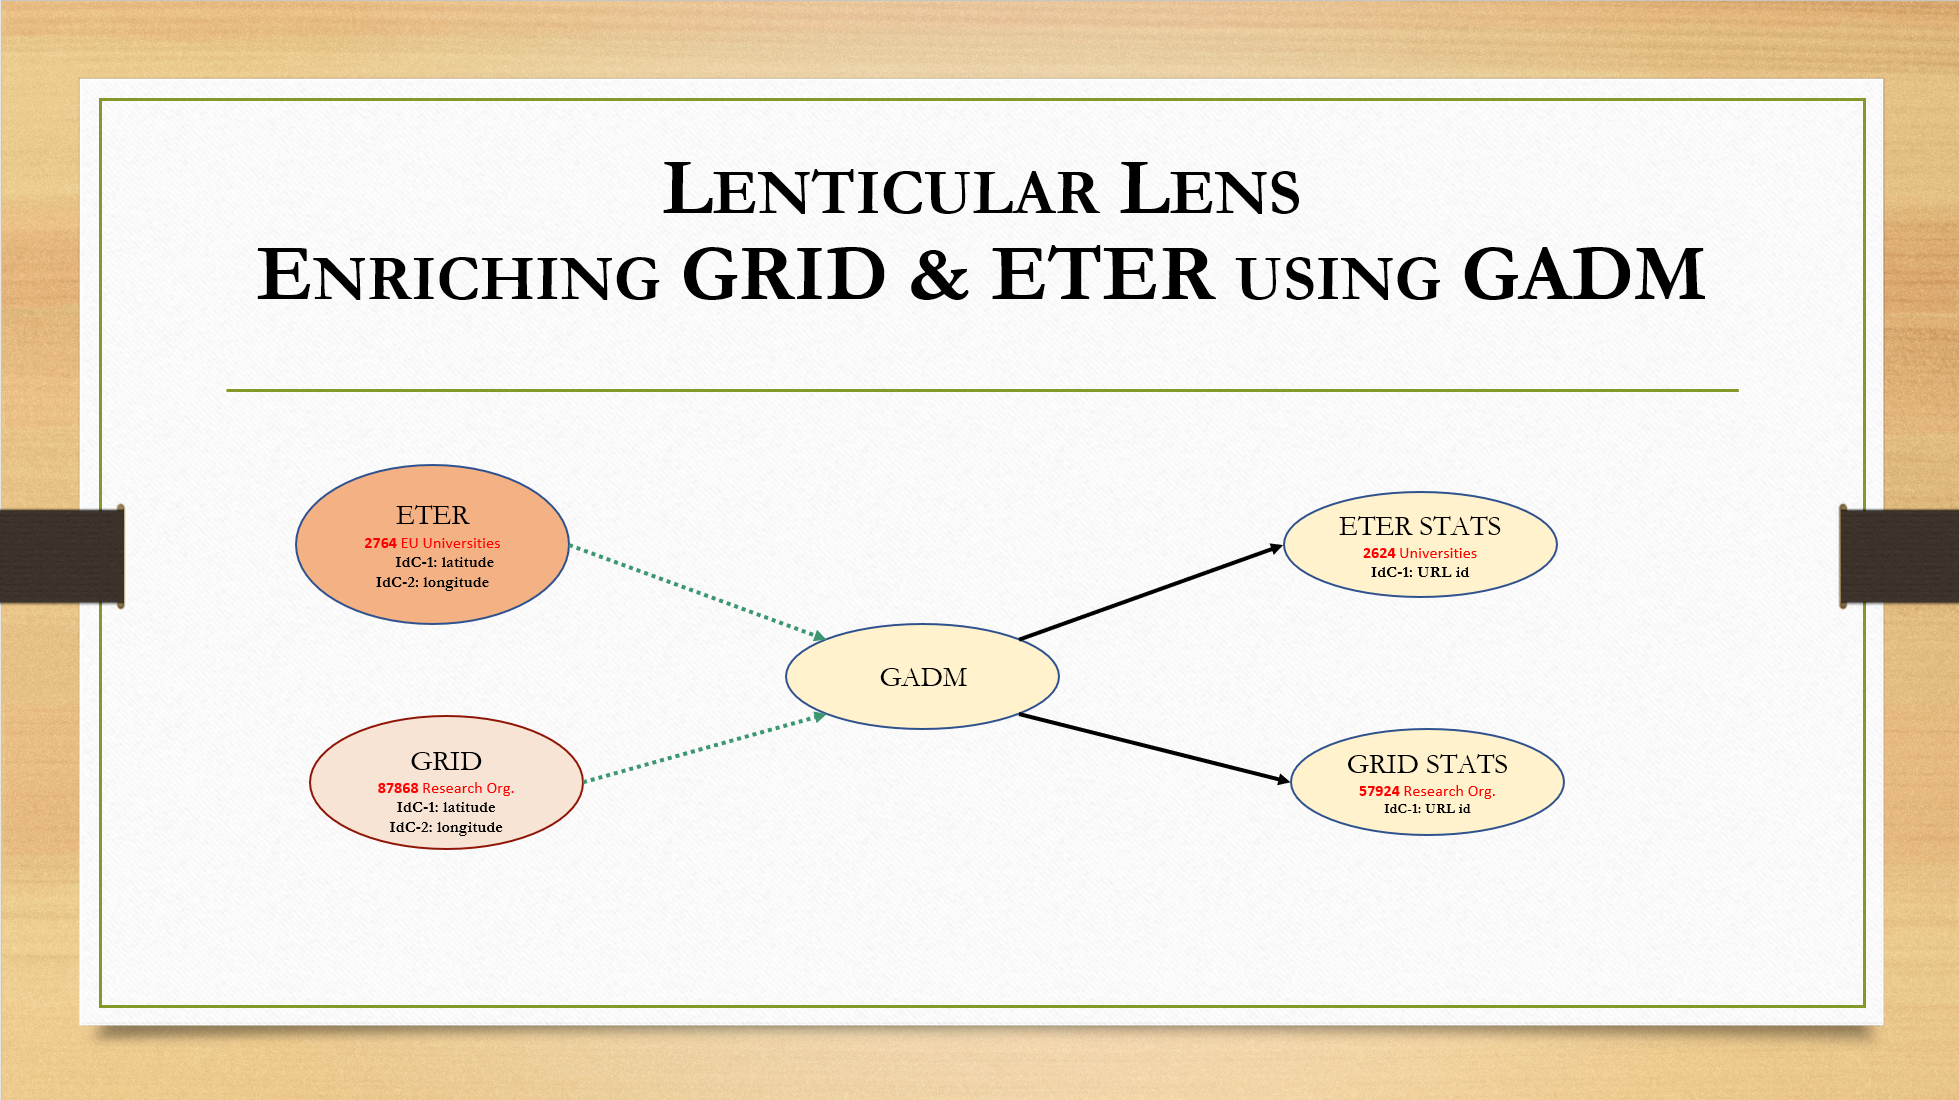 Lenticular Lens
Enriching GRID & ETER using GADM
ETER
2764 EU Universities
IdC-1: latitude
IdC-2: longitude
GRID
87868 Research Org.
IdC-1: latitude
IdC-2: longitude
GADM
ETER STATS
2624 Universities
IdC-1: URL id
GRID STATS
57924 Research Org.
IdC-1: URL id